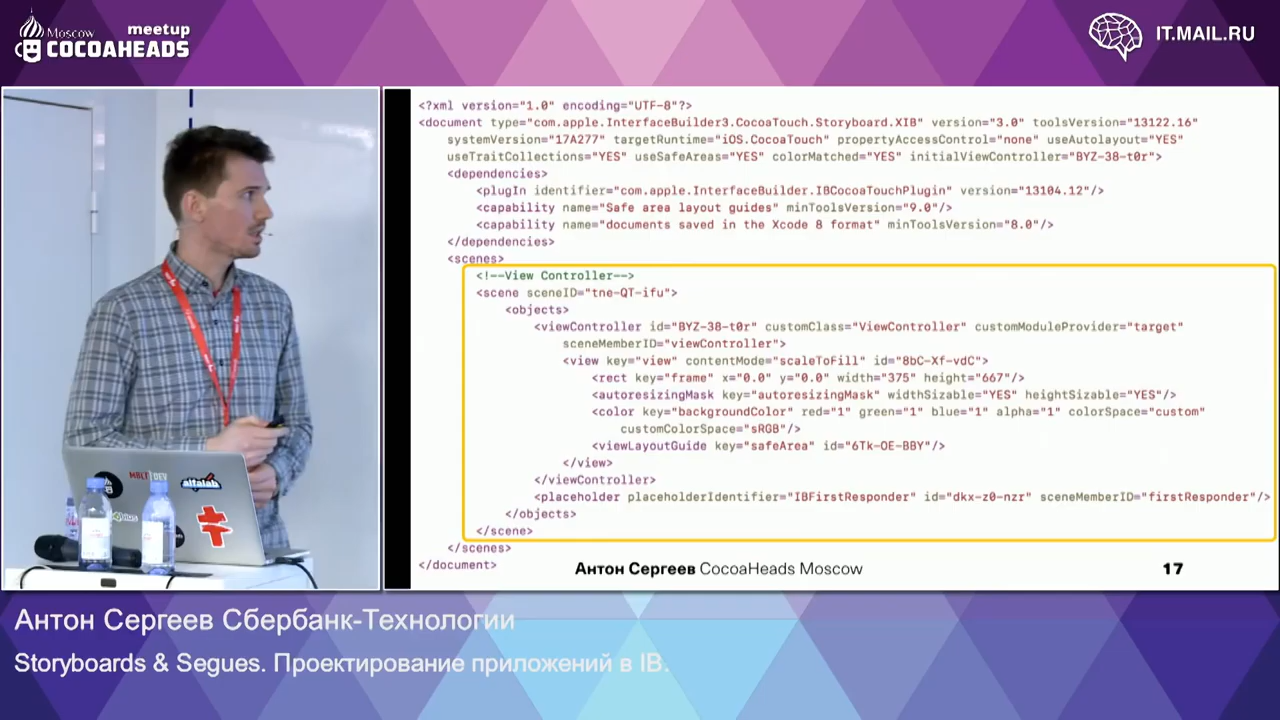 Moscow
meetup
COCOAHEADS
IT.MAIL.RU
<?xml version="1.0" encoding="UTF-8"?>
<document type="com.apple.InterfaceBuilder3.CocoaTouch.Storyboard.XIB" version="3.0" toolsVersion="13122.16"
systemVersion="17A277" targetRuntime="iOS.CocoaTouch" propertyAccessControl="none" useAutolayout="YES"
useTraitCollections="YES" useSafeAreas="YES" colorMatched="YES" initialViewController="BYZ-38-t0r">
<dependencies>
<plugIn identifier="com.apple.InterfaceBuilder.IBCocoaTouchPlugin" version="13104.12"/>
<capability name="Safe area layout guides" minToolsVersion="9.0"/>
<capability name="documents saved in the Xcode 8 format" minToolsVersion="8.0"/>
</dependencies>
<scenes>
<!--View Controller-->
<scene sceneID="tne-QT-ifu">
<objects>
<viewController id="BYZ-38-t0r" customClass="ViewController" customModuleProvider="target"
sceneMemberID="viewController">
<view key="view" contentMode="scaleToFill" id="8bC-Xf-vdC">
<rect key="frame" x="0.0" y="0.0" width="375" height="667"/>
<autoresizingMask key="autoresizingMask" widthSizable="YES" heightSizable="YES"/>
<color key="backgroundColor" red="1" green="1" blue="1" alpha="1" colorSpace="custom"
customColorSpace="sRGB"/>
<viewLayoutGuide key="safeArea" id="6Tk-OE-BBY"/>
</view>
</viewController>
<placeholder placeholderIdentifier="IBFirstResponder" id="dkx-z0-nzr" sceneMemberID="firstResponder"/>
</objects>
</scene>
</scenes>
</document>
Антон Сергеев CocoaHeads Moscow
17
alfalab
Антон Сергеев Сбербанк-Технологии
Storyboards & Segues. Проектирование приложений в IB.